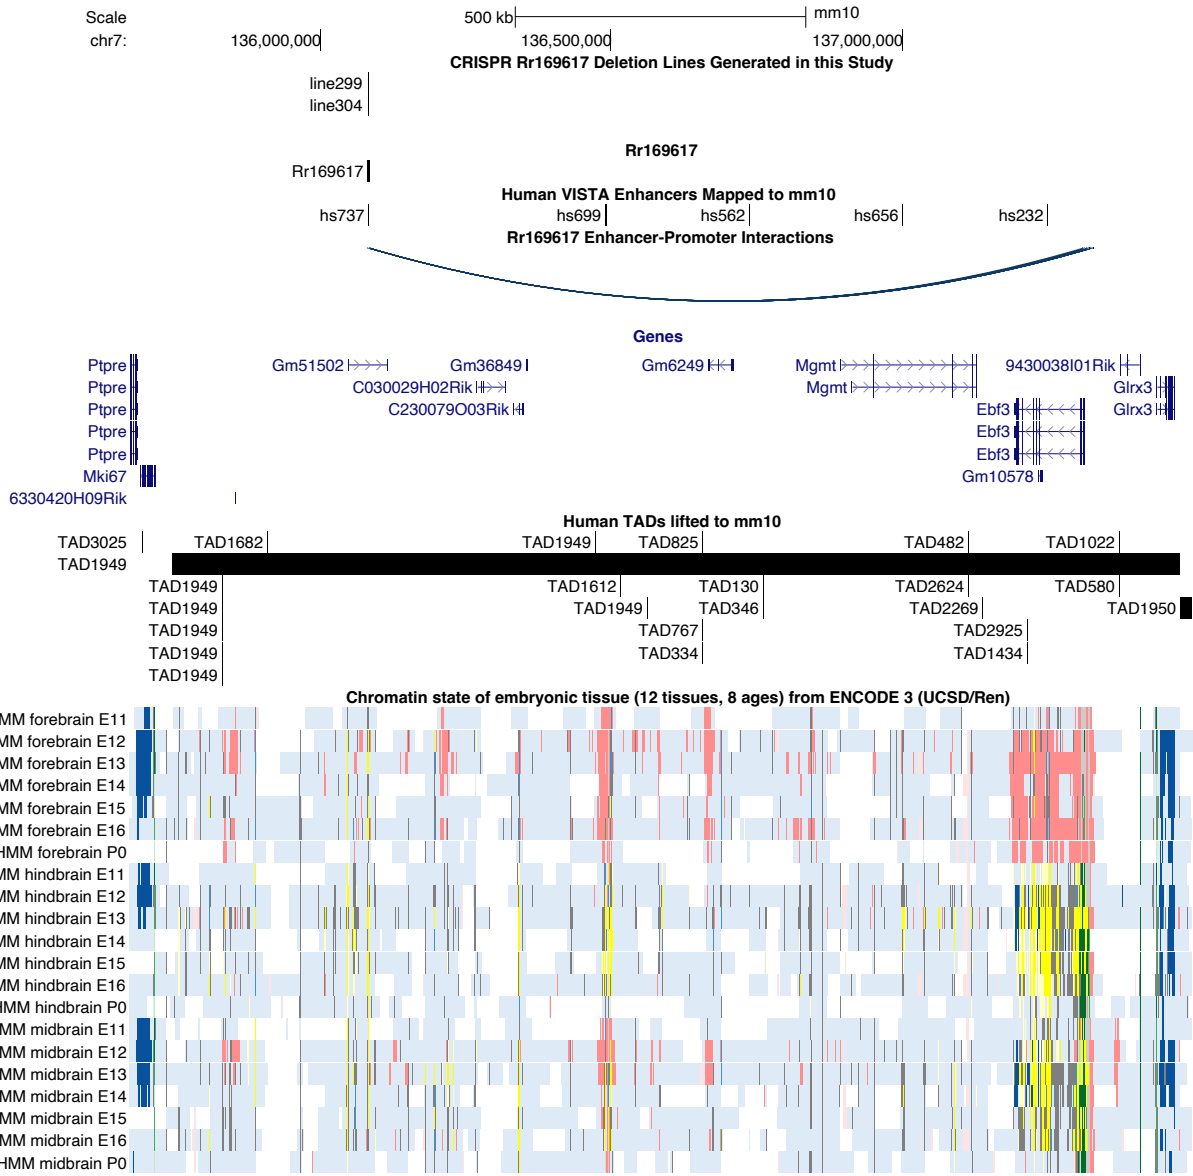 Scale 500 kb mm10
chr7: 136,000,000 136,500,000 137,000,000
CRISPR Rr169617 Deletion Lines Generated in this Study
line299
line304
Rr169617
Rr169617
Human VISTA Enhancers Mapped to mm10
hs737 hs699 hs562 hs656 hs232
Rr169617 Enhancer-Promoter Interactions
Genes
Ptpre Gm51502 Gm36849 Gm6249 Mgmt 9430038I01Rik
Ptpre C030029H02Rik Mgmt Glrx3
Ptpre C230079O03Rik Ebf3 Glrx3
Ptpre Ebf3
Ptpre Ebf3
Mki67 Gm10578
6330420H09Rik
Human TADs lifted to mm10
TAD3025 TAD1682 TAD1949 TAD825 TAD482 TAD1022
TAD1949
TAD1949 TAD1612 TAD130 TAD2624 TAD580
TAD1949 TAD1949 TAD346 TAD2269 TAD1950
TAD1949 TAD767 TAD2925
TAD1949 TAD334 TAD1434
TAD1949
Chromatin state of embryonic tissue (12 tissues, 8 ages) from ENCODE 3 (UCSD/Ren)
MM forebrain E11
MM forebrain E12
MM forebrain E13
MM forebrain E14
MM forebrain E15
MM forebrain E16
HMM forebrain P0
MM hindbrain E11
MM hindbrain E12
MM hindbrain E13
MM hindbrain E14
MM hindbrain E15
MM hindbrain E16
HMM hindbrain P0
MM midbrain E11
MM midbrain E12
MM midbrain E13
MM midbrain E14
MM midbrain E15
MM midbrain E16
HMM midbrain P0